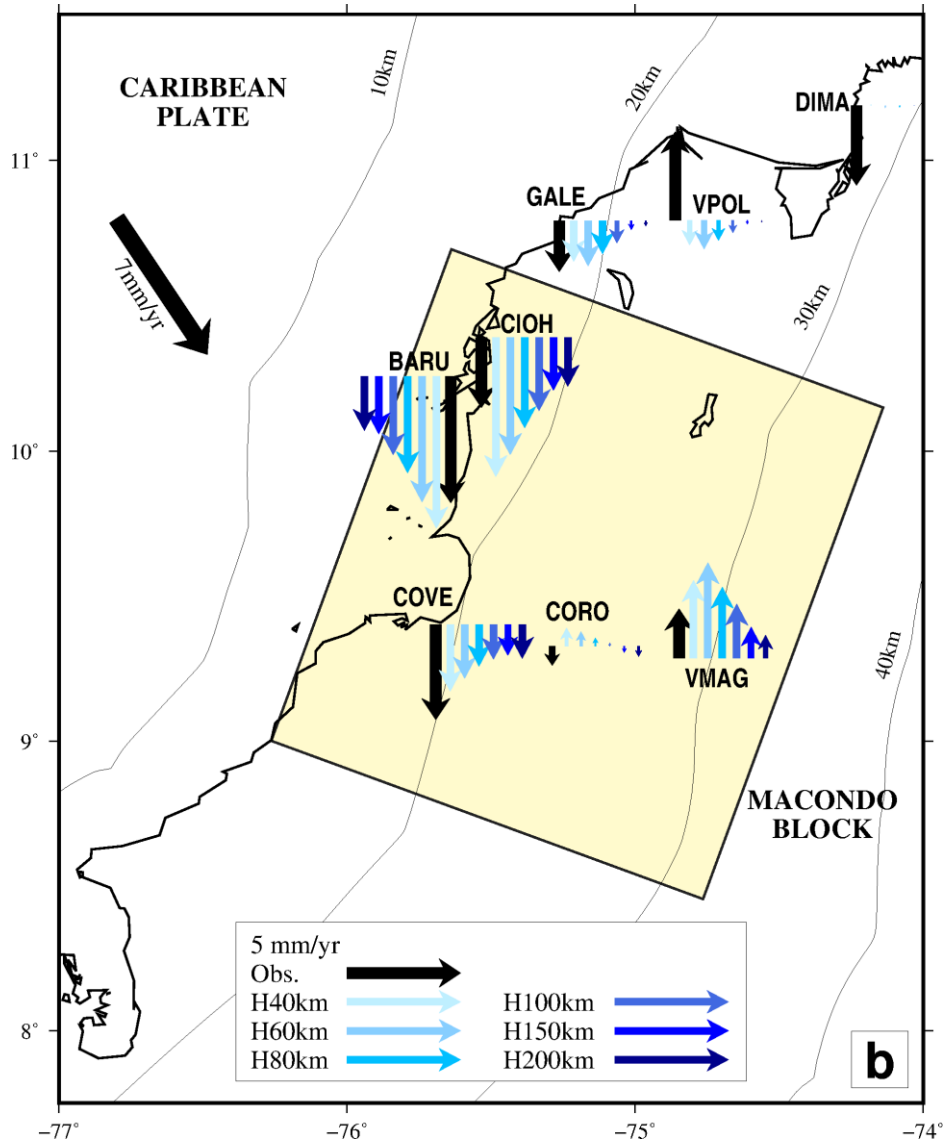 CARIBBEAN
PLATE
10km
20km
DIMA
11°
GALE
VPOL
7mm/yr
30km
CIOH
BARU
10°
COVE
CORO
VMAG
40km
9°
MACONDO
BLOCK
5 mm/yr
Obs.
H40km
H100km
H60km
H150km
8°
H80km
H200km
b
−77°
−76°
−75°
−74°